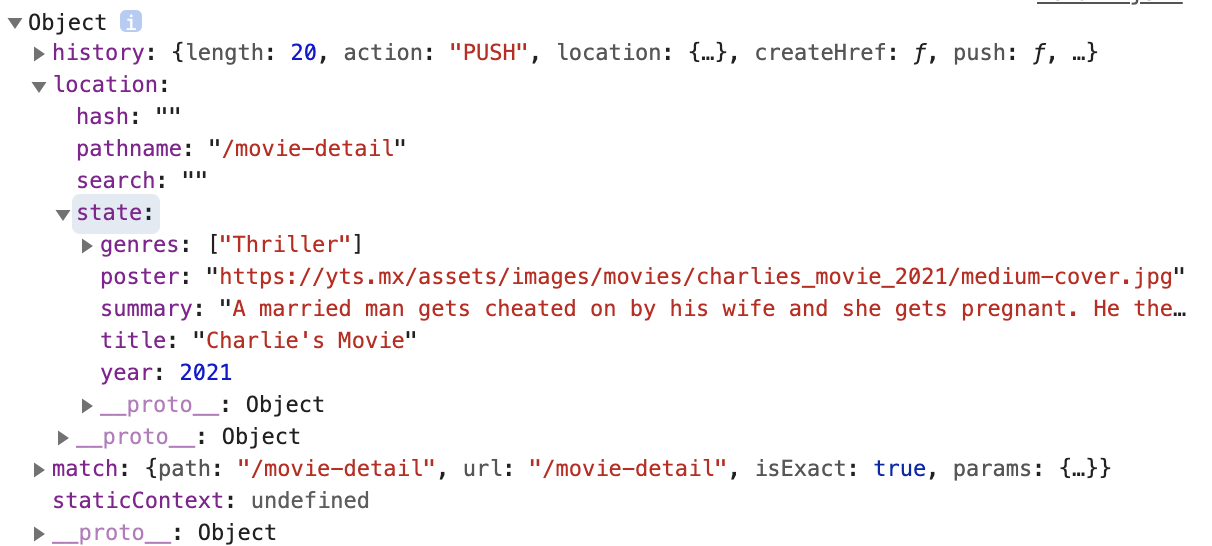 Object i
history: {length: 20, action: "PUSH", location: {…}, createHref: ƒ, push: ƒ, …}
location:
hash: ""
pathname: "/movie-detail"
search: ""
state:
genres: ["Thriller"]
poster: "https://yts.mx/assets/images/movies/charlies_movie_2021/medium-cover.jpg"
summary: "A married man gets cheated on by his wife and she gets pregnant. He the…
title: "Charlie's Movie"
year: 2021
__proto__: Object
__proto__: Object
match: {path: "/movie-detail", url: "/movie-detail", isExact: true, params: {…}}
staticContext: undefined
__proto__: Object